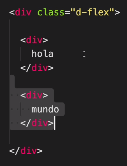 <div class="d-flex">
<div>
hola
</div>
<div>
mundo
</div>
</div>